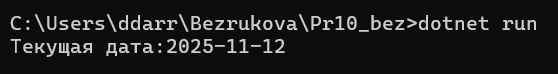 C:\Users\ddarr\Bezrukova\Pr10_bez>dotnet run
Текущая дата:2025-11-12